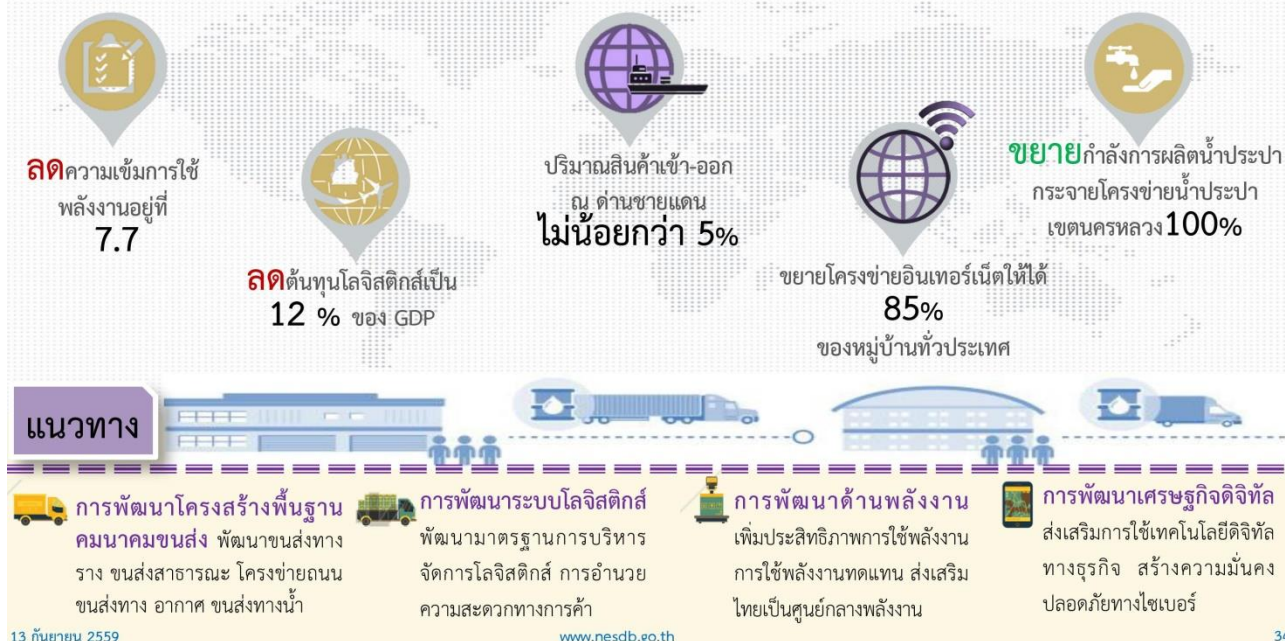 ลดความเข้มการใช้
พลังงานอยู่ที่
7.7
ลดต้นทุนโลจิสติกส์เป็น
12 % ของ GDP
ปริมาณสินค้าเข้า-ออก
ณ ด่านชายแดน
ไม่น้อยกว่า 5%
ขยายโครงข่ายอินเทอร์เน็ตให้ได้
85%
ของหมู่บ้านทั่วประเทศ
ขยายกำลังการผลิตน้ำประปา
กระจายโครงข่ายน้ำประปา
เขตนครหลวง100%
แนวทาง
การพัฒนาโครงสร้างพื้นฐาน
คมนาคมขนส่ง พัฒนาขนส่งทาง
ราง ขนส่งสาธารณะ โครงข่ายถนน
ขนส่งทาง อากาศ ขนส่งทางน้ำ
การพัฒนาระบบโลจิสติกส์
พัฒนามาตรฐานการบริหาร
จัดการโลจิสติกส์ การอำนวย
ความสะดวกทางการค้า
การพัฒนาด้านพลังงาน
เพิ่มประสิทธิภาพการใช้พลังงาน
การใช้พลังงานทดแทน ส่งเสริม
ไทยเป็นศูนย์กลางพลังงาน
การพัฒนาเศรษฐกิจดิจิทัล
ส่งเสริมการใช้เทคโนโลยีดิจิทัล
ทางธุรกิจ สร้างความมั่นคง
ปลอดภัยทางไซเบอร์
13 กันยายน 2559
www.nesdb.go.th